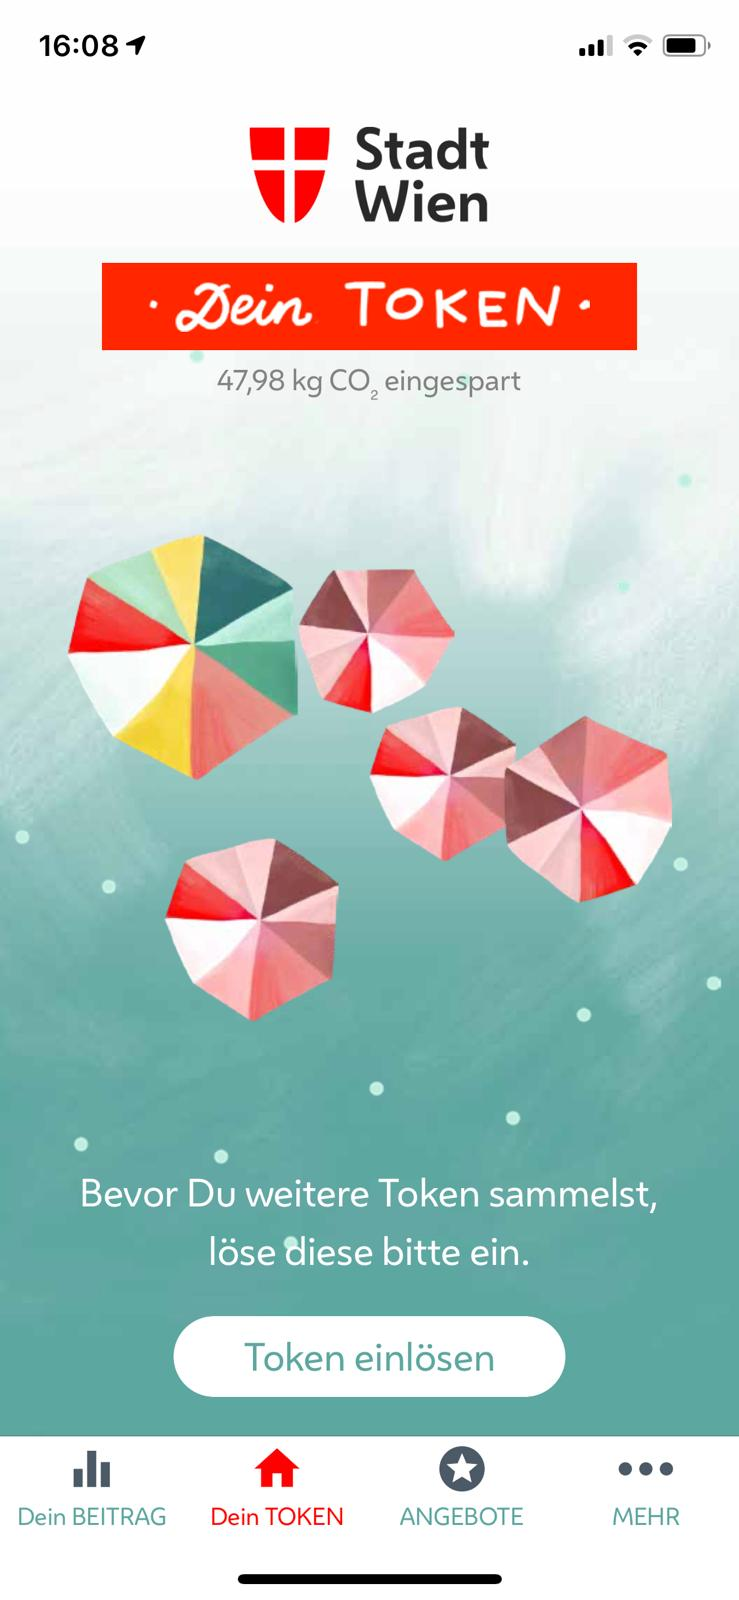 16:08
Stadt
Wien
· Dein TOKEN ·
47,98 kg CO₂ eingespart
Bevor Du weitere Token sammelst,
löse diese bitte ein.
Token einlösen
Dein BEITRAG
Dein TOKEN
ANGEBOTE
MEHR